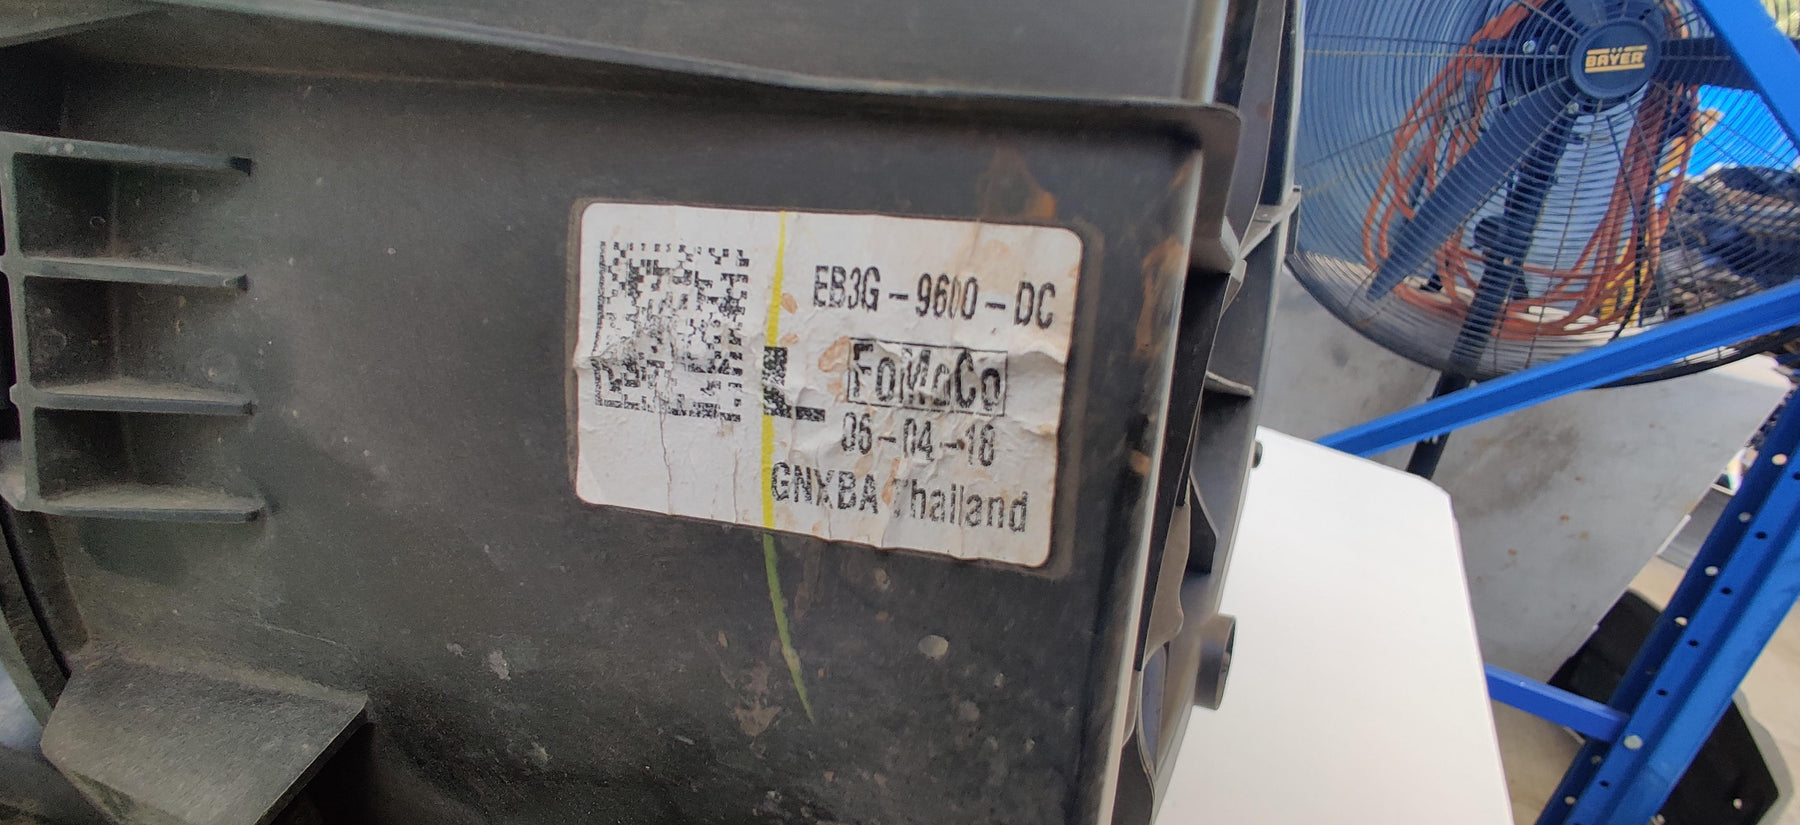 EB3G-9600-DC
FoMoCo
06-04-18
GNXBA Thailand
BAYER